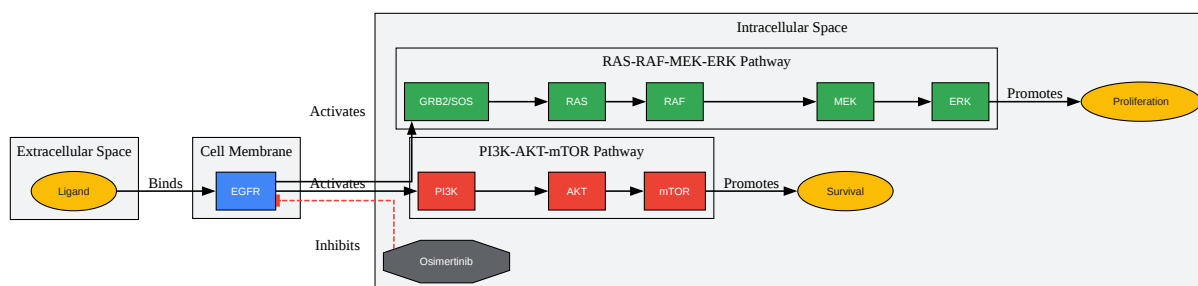 Intracellular Space
RAS-RAF-MEK-ERK Pathway
GRB2/SOS
RAS
RAF
MEK
ERK
Promotes
Proliferation
Activates
Extracellular Space
Cell Membrane
PI3K-AKT-mTOR Pathway
Ligand
Binds
EGFR
Activates
PI3K
AKT
mTOR
Promotes
Survival
Inhibits
Osimertinib